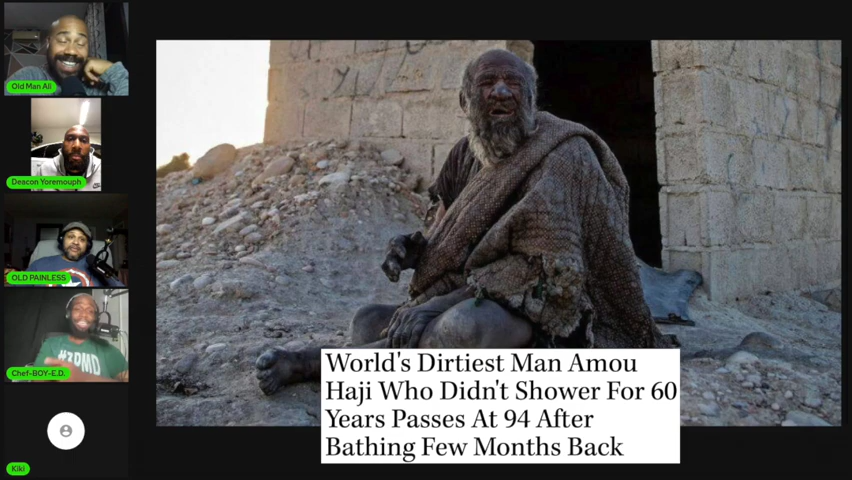 Old Man Ali
Deacon Yoremouph
OLD PAINLESS
#TDMD
Chef-BOY-E.D.
Kiki
World's Dirtiest Man Amou
Haji Who Didn't Shower For 60
Years Passes At 94 After
Bathing Few Months Back